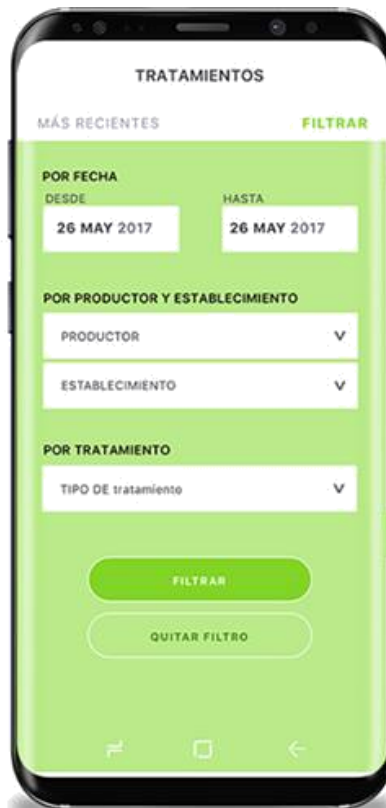 TRATAMIENTOS
MÁS RECIENTES FILTRAR
POR FECHA
DESDE HASTA
26 MAY 2017 26 MAY 2017
POR PRODUCTOR Y ESTABLECIMIENTO
PRODUCTOR
ESTABLECIMIENTO
POR TRATAMIENTO
TIPO DE tratamiento
FILTRAR
QUITAR FILTRO